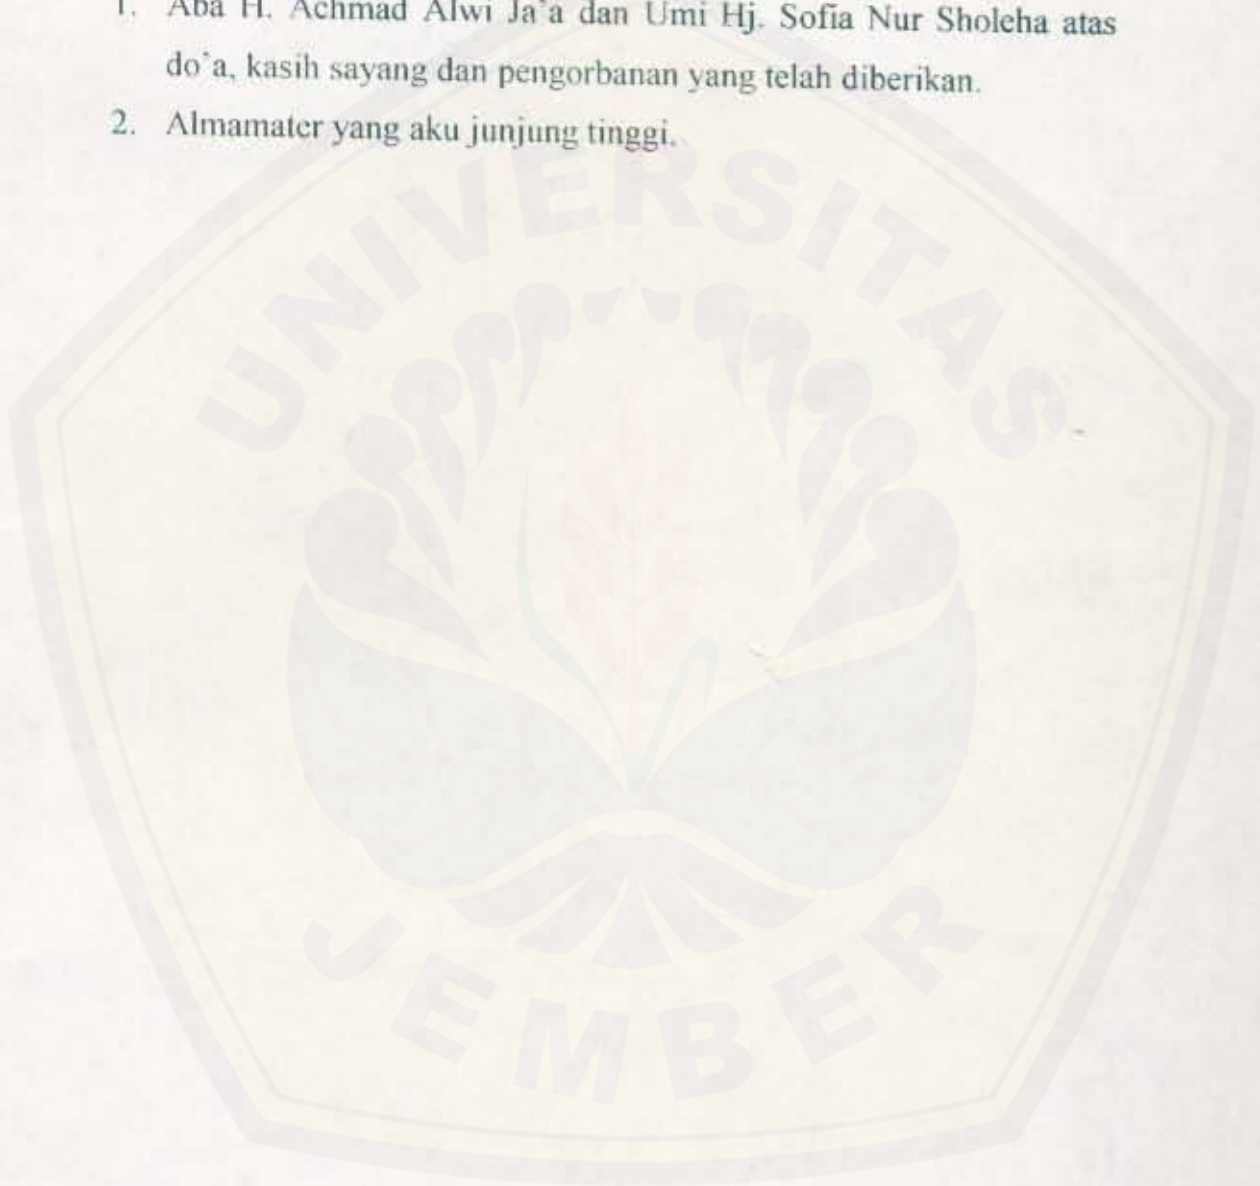 1. Aba H. Achmad Alwi Ja'a dan Umi Hj. Sofia Nur Sholeha atas
do'a, kasih sayang dan pengorbanan yang telah diberikan.
2. Almamater yang aku junjung tinggi.
UNIVERSITAS
JEMBER